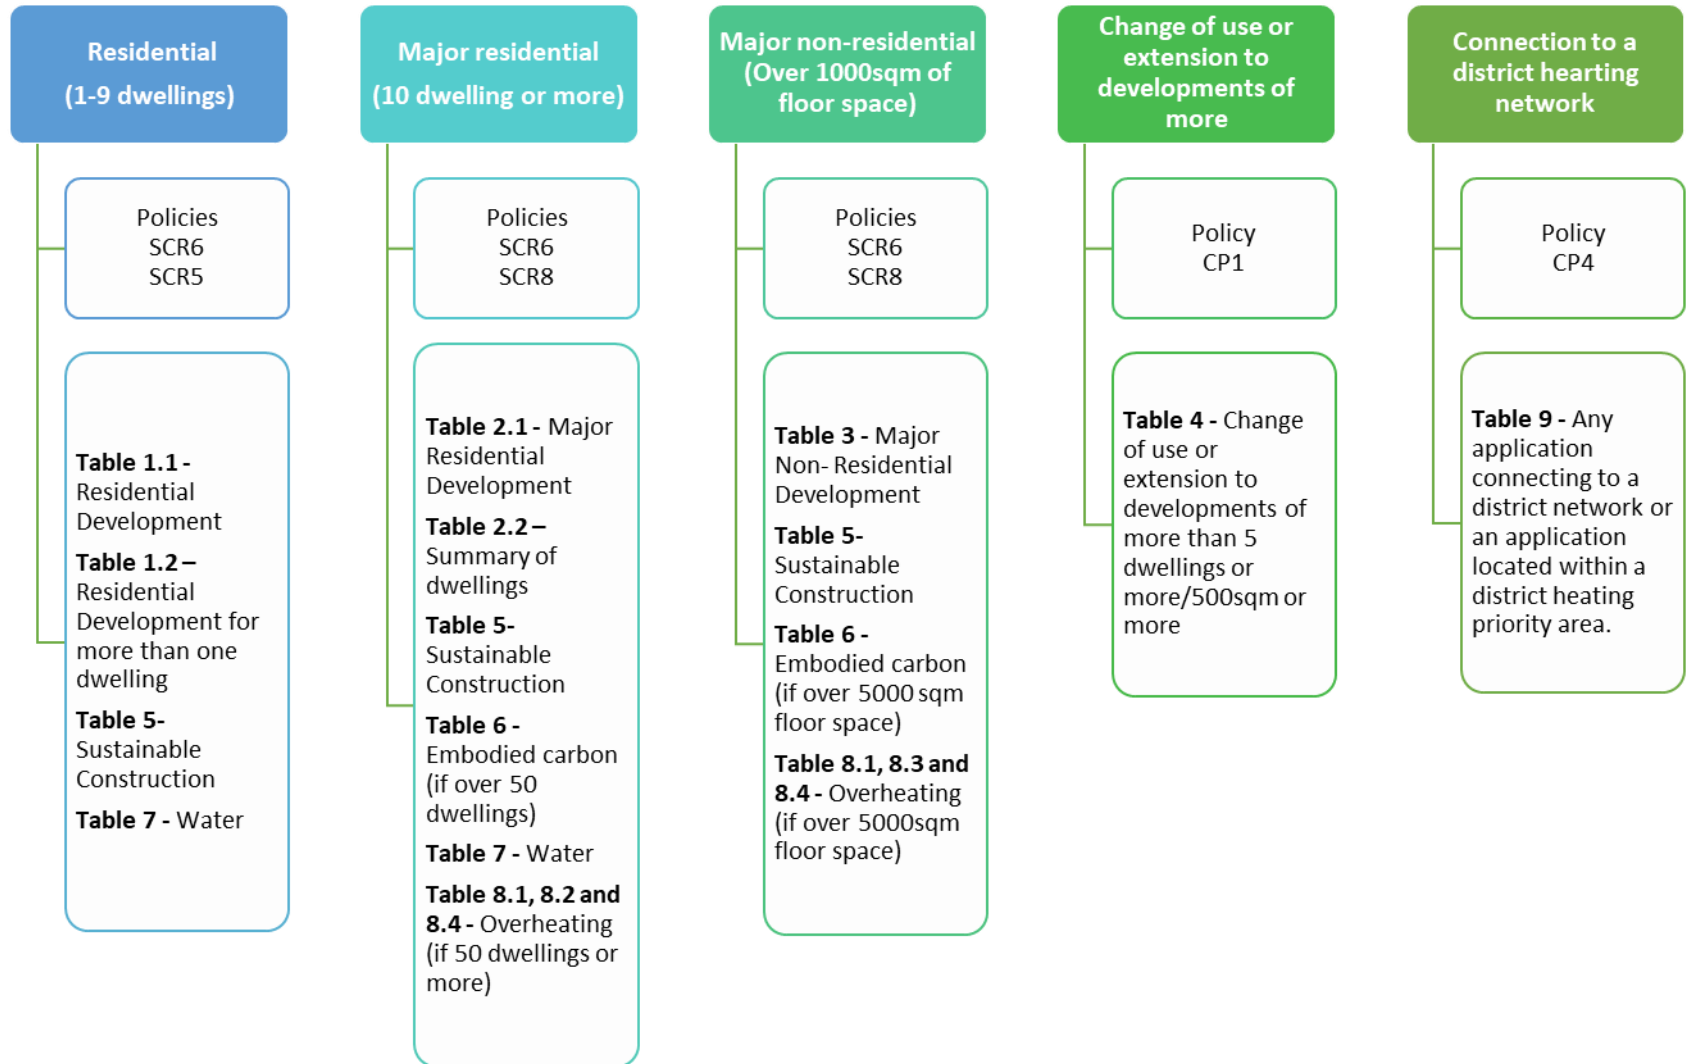 Residential
(1-9 dwellings)
Policies
SCR6
SCR5
Table 1.1 -
Residential
Development
Table 1.2 –
Residential
Development for
more than one
dwelling
Table 5-
Sustainable
Construction
Table 7 - Water
Major residential
(10 dwelling or more)
Policies
SCR6
SCR8
Table 2.1 - Major
Residential
Development
Table 2.2 –
Summary of
dwellings
Table 5-
Sustainable
Construction
Table 6 -
Embodied carbon
(if over 50
dwellings)
Table 7 - Water
Table 8.1, 8.2 and
8.4 - Overheating
(if 50 dwellings or
more)
Major non-residential
(Over 1000sqm of
floor space)
Policies
SCR6
SCR8
Table 3 - Major
Non- Residential
Development
Table 5-
Sustainable
Construction
Table 6 -
Embodied carbon
(if over 5000 sqm
floor space)
Table 8.1, 8.3 and
8.4 - Overheating
(if over 5000sqm
floor space)
Change of use or
extension to
developments of
more
Policy
CP1
Table 4 - Change
of use or
extension to
developments of
more than 5
dwellings or
more/500sqm or
more
Connection to a
district hearting
network
Policy
CP4
Table 9 - Any
application
connecting to a
district network or
an application
located within a
district heating
priority area.